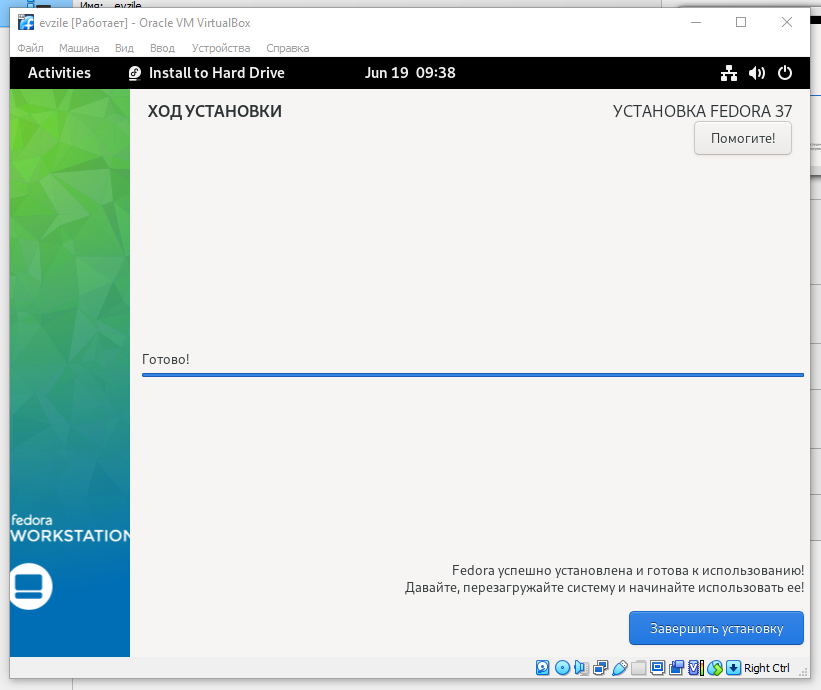 Имя: evzile
evzile [Работает] - Oracle VM VirtualBox
Файл Машина Вид Ввод Устройства Справка
Activities Install to Hard Drive Jun 19 09:38
ХОД УСТАНОВКИ УСТАНОВКА FEDORA 37
Помогите!
Готово!
fedora
WORKSTATION
Fedora успешно установлена и готова к использованию!
Давайте, перезагружайте систему и начинайте использовать ее!
Завершить установку
Right Ctrl